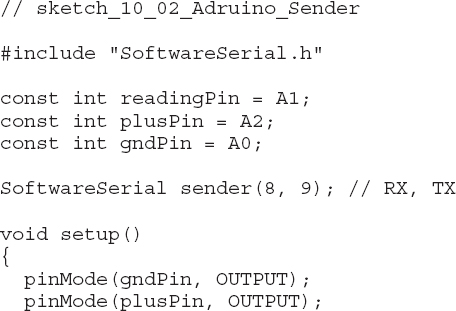 // sketch_10_02_Adruino_Sender
#include "SoftwareSerial.h"
const int readingPin = A1;
const int plusPin = A2;
const int gndPin = A0;
SoftwareSerial sender(8, 9); // RX, TX
void setup()
{
  pinMode(gndPin, OUTPUT);
  pinMode(plusPin, OUTPUT);